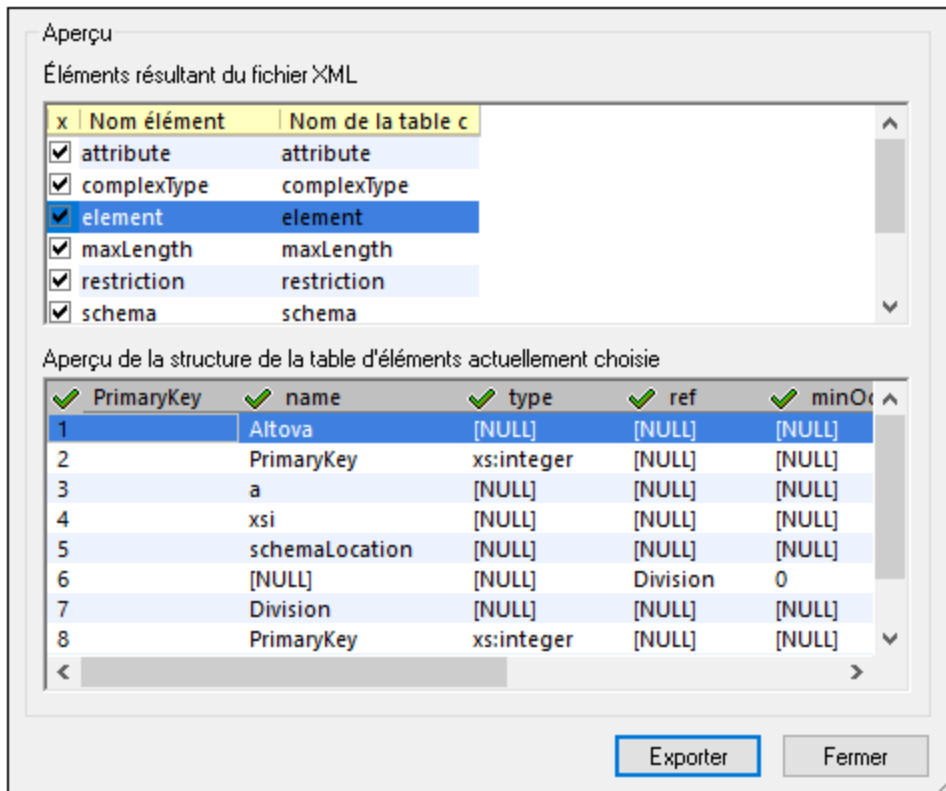 Aperçu
Éléments résultant du fichier XML
x Nom élément Nom de la table c
attribute attribute
complexType complexType
element element
maxLength maxLength
restriction restriction
schema schema
Aperçu de la structure de la table d'éléments actuellement choisie
PrimaryKey name type ref minOc
1 Altova [NULL] [NULL] [NULL]
2 PrimaryKey xs:integer [NULL] [NULL]
3 a [NULL] [NULL] [NULL]
4 xsi [NULL] [NULL] [NULL]
5 schemaLocation [NULL] [NULL] [NULL]
6 [NULL] [NULL] Division 0
7 Division [NULL] [NULL] [NULL]
8 PrimaryKey xs:integer [NULL] [NULL]
Exporter Fermer